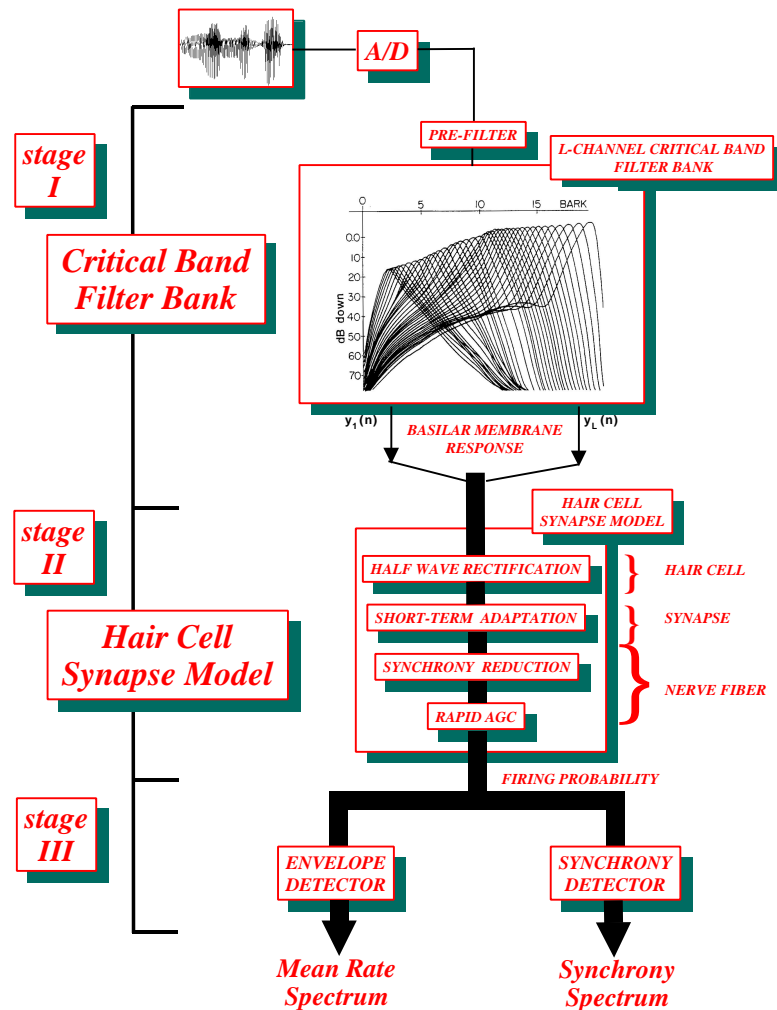 A/D
PRE-FILTER
L-CHANNEL CRITICAL BAND
FILTER BANK
stage
I
Critical Band
Filter Bank
0 5 10 15 BARK
0.0
10
20
30
40
50
60
70
dB down
y1(n)
BASILAR MEMBRANE
RESPONSE
yL(n)
stage
II
Hair Cell
Synapse Model
HAIR CELL
SYNAPSE MODEL
HALF WAVE RECTIFICATION
HAIR CELL
SHORT-TERM ADAPTATION
SYNAPSE
SYNCHRONY REDUCTION
NERVE FIBER
RAPID AGC
FIRING PROBABILITY
stage
III
ENVELOPE
DETECTOR
SYNCHRONY
DETECTOR
Mean Rate
Spectrum
Synchrony
Spectrum